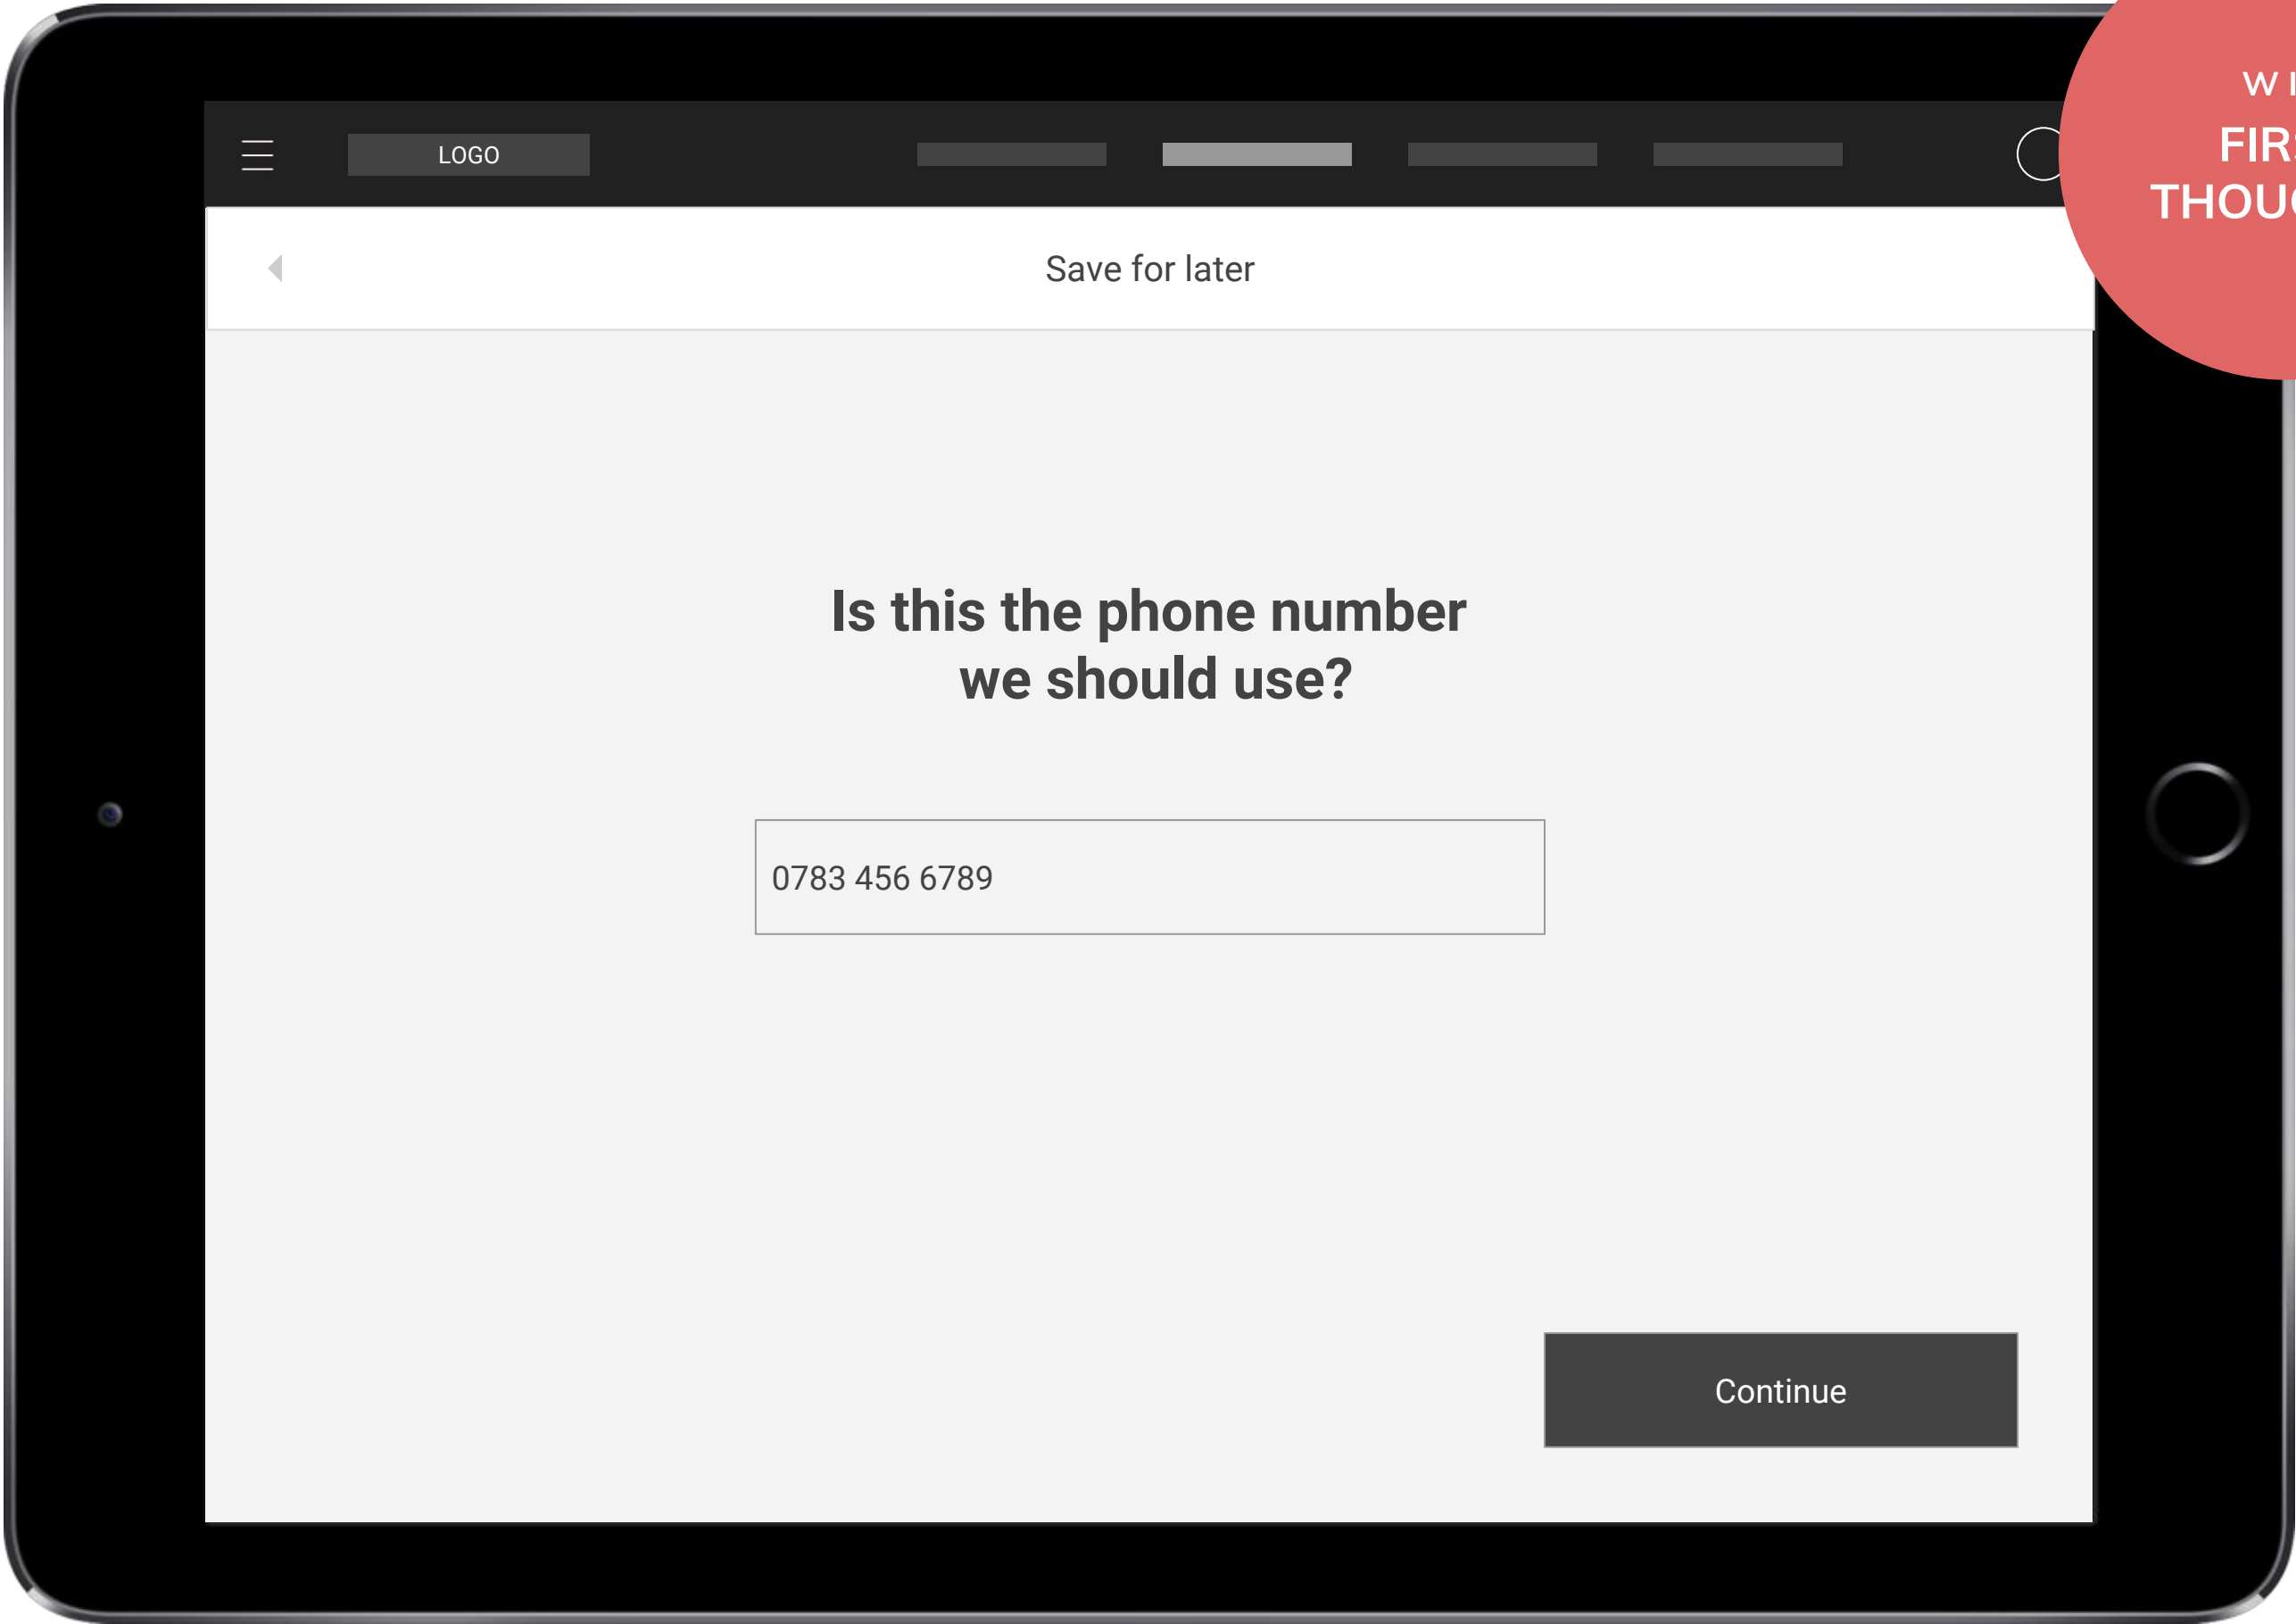 LOGO
Save for later
Is this the phone number
we should use?
0783 456 6789
Continue